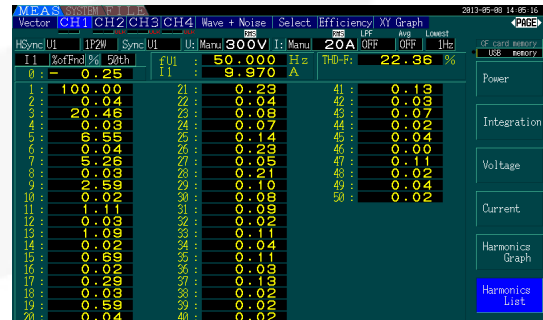 MEAS SYSTEM FILE 2013-05-08 14:05:16
Vector CH1 CH2 CH3 CH4 Wave + Noise Select Efficiency XY Graph PAGE
RMS RMS LPF Avg Lowest
HSync U1 1P2W Sync U1 U: Manu 300V I: Manu 20A OFF OFF 1Hz
CF card memory
USB memory
I1 %ofFnd % 50th fU1 : 50.000 Hz THD-F: 22.36 %
0 : - 0.25 I1 : 9.970 A
1 : 100.00 21 : 0.23 41 : 0.13
2 : 0.04 22 : 0.04 42 : 0.03
3 : 20.46 23 : 0.08 43 : 0.07
4 : 0.03 24 : 0.07 44 : 0.02
5 : 6.55 25 : 0.14 45 : 0.04
6 : 0.04 26 : 0.23 46 : 0.00
7 : 5.26 27 : 0.05 47 : 0.11
8 : 0.03 28 : 0.21 48 : 0.02
9 : 2.59 29 : 0.10 49 : 0.04
10 : 0.02 30 : 0.08 50 : 0.02
11 : 1.11 31 : 0.09
12 : 0.03 32 : 0.02
13 : 1.09 33 : 0.11
14 : 0.02 34 : 0.04
15 : 0.69 35 : 0.11
16 : 0.02 36 : 0.03
17 : 0.29 37 : 0.13
18 : 0.03 38 : 0.02
19 : 0.59 39 : 0.02
20 : 0.04 40 : 0.02
Power
Integration
Voltage
Current
Harmonics
Graph
Harmonics
List